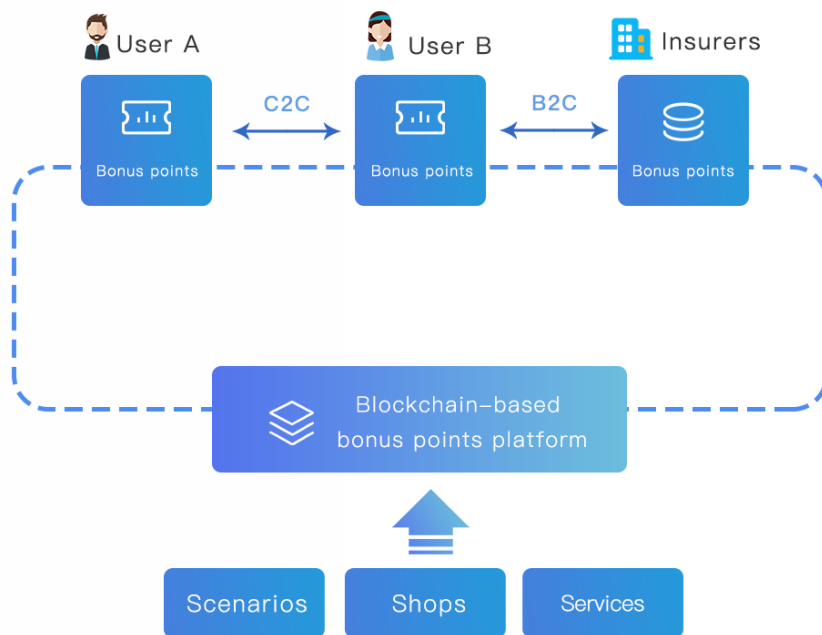 User A
User B
Insurers
C2C
B2C
Bonus points
Bonus points
Bonus points
Blockchain-based
bonus points platform
Scenarios
Shops
Services